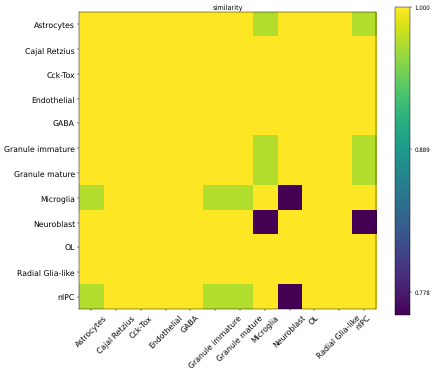 similarity
Astrocytes
Cajal Retzius
Cck-Tox
Endothelial
GABA
Granule immature
Granule mature
Microglia
Neuroblast
OL
Radial Glia-like
nIPC
Astrocytes
Cajal Retzius
Cck-Tox
Endothelial
GABA
Granule immature
Granule mature
Microglia
Neuroblast
OL
Radial Glia-like
nIPC
1.000
0.889
0.778